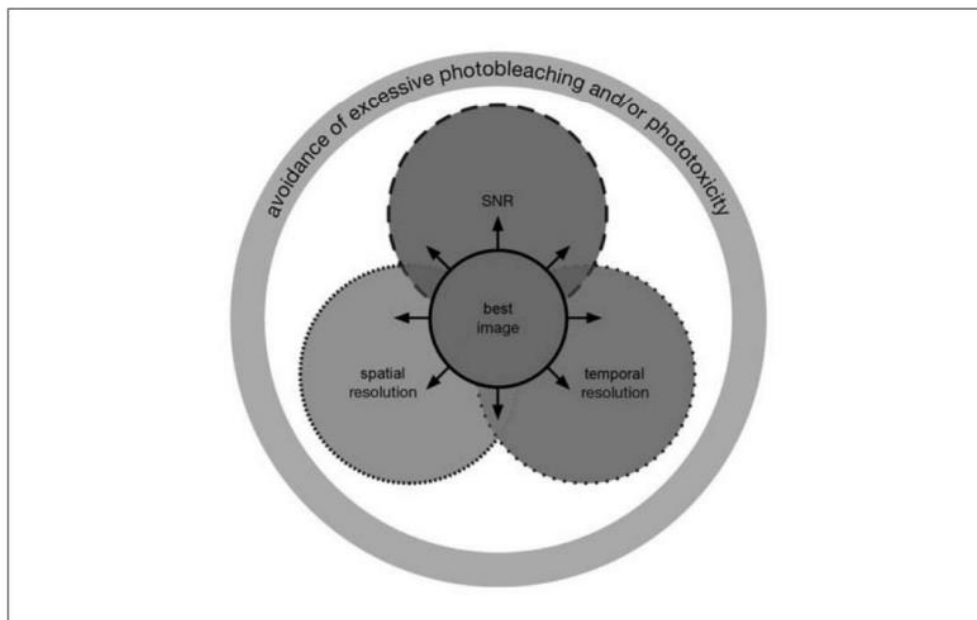 avoidance of excessive photobleaching and/or phototoxicity
SNR
best
image
spatial
resolution
temporal
resolution